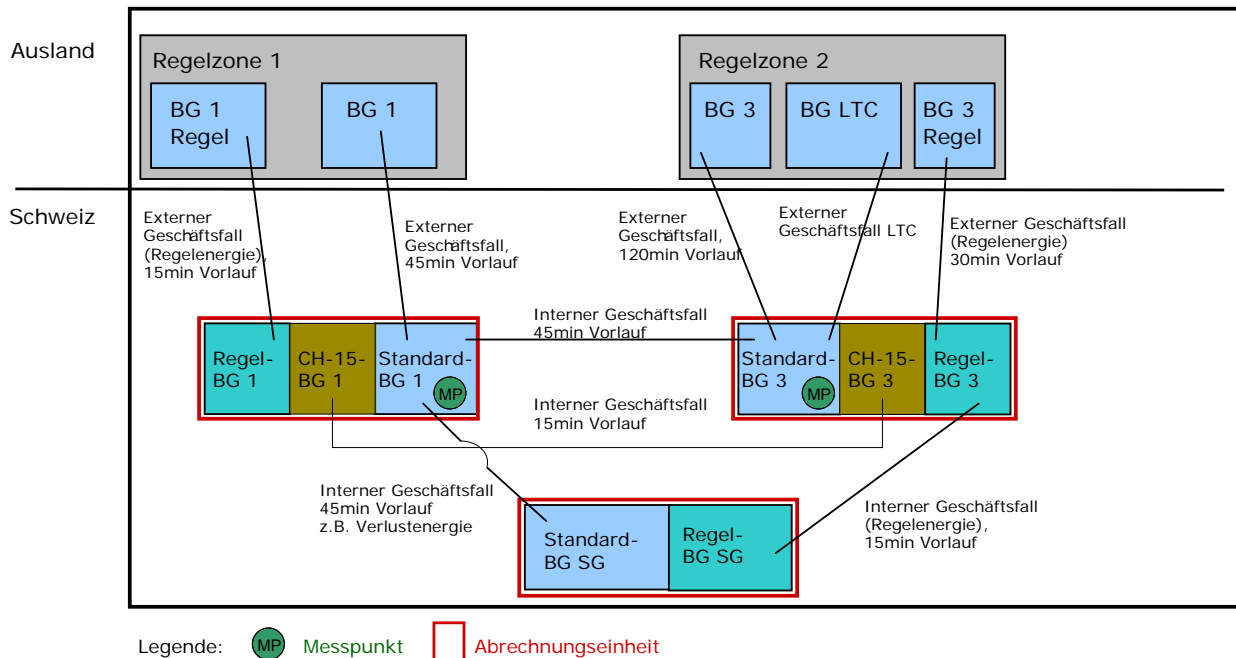 Ausland
Regelzone 1
BG 1
Regel
BG 1
Regelzone 2
BG 3
BG LTC
BG 3
Regel
Schweiz
Externer
Geschäftsfall
(Regelenergie),
15min Vorlauf
Externer
Geschäftsfall,
45min Vorlauf
Externer
Geschäftsfall,
120min Vorlauf
Externer
Geschäftsfall LTC
Externer Geschäftsfall
(Regelenergie)
30min Vorlauf
Interner Geschäftsfall
45min Vorlauf
Regel-
BG 1
CH-15-
BG 1
Standard-
BG 1
MP
Standard-
BG 3
MP
CH-15-
BG 3
Regel-
BG 3
Interner Geschäftsfall
15min Vorlauf
Interner Geschäftsfall
45min Vorlauf
z.B. Verlustenergie
Interner Geschäftsfall
(Regelenergie),
15min Vorlauf
Standard-
BG SG
Regel-
BG SG
Legende:
MP
Messpunkt
Abrechnungseinheit